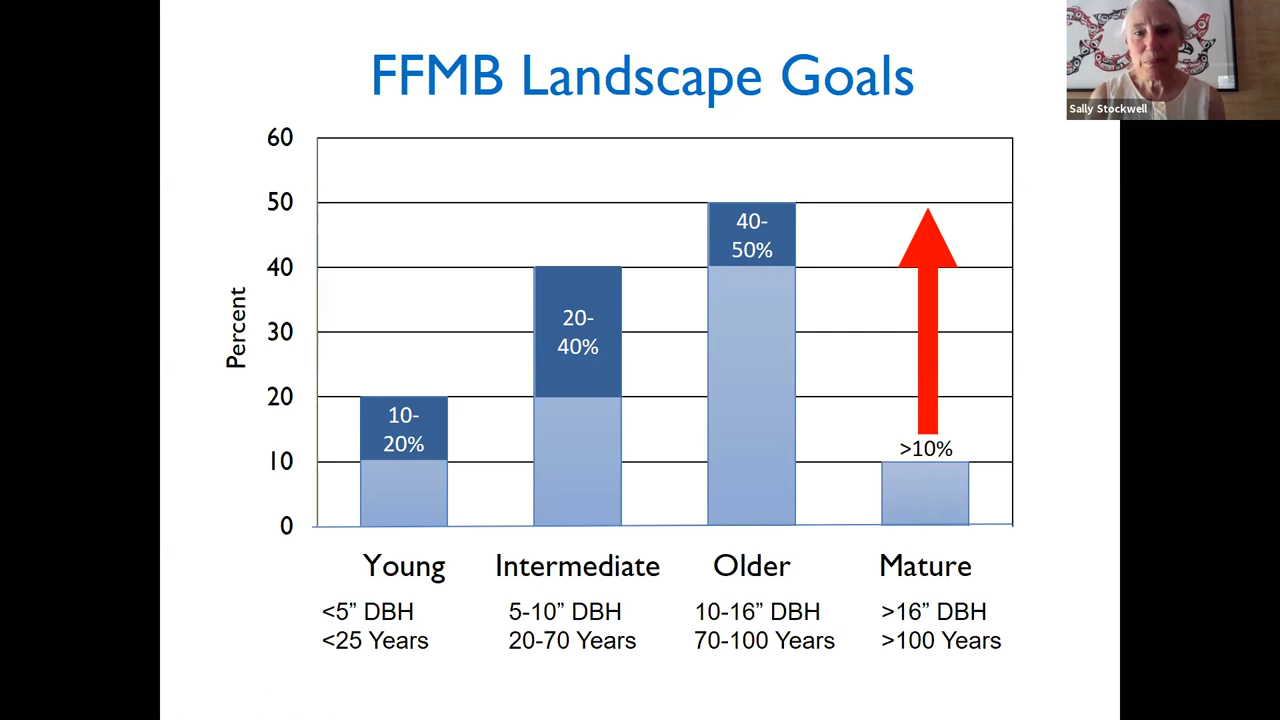 FFMB Landscape Goals
Sally Stockwell
Percent
60
50
40
30
20
10
0
10-
20%
20-
40%
40-
50%
>10%
Young Intermediate Older Mature
<5” DBH 5-10” DBH 10-16” DBH >16” DBH
<25 Years 20-70 Years 70-100 Years >100 Years